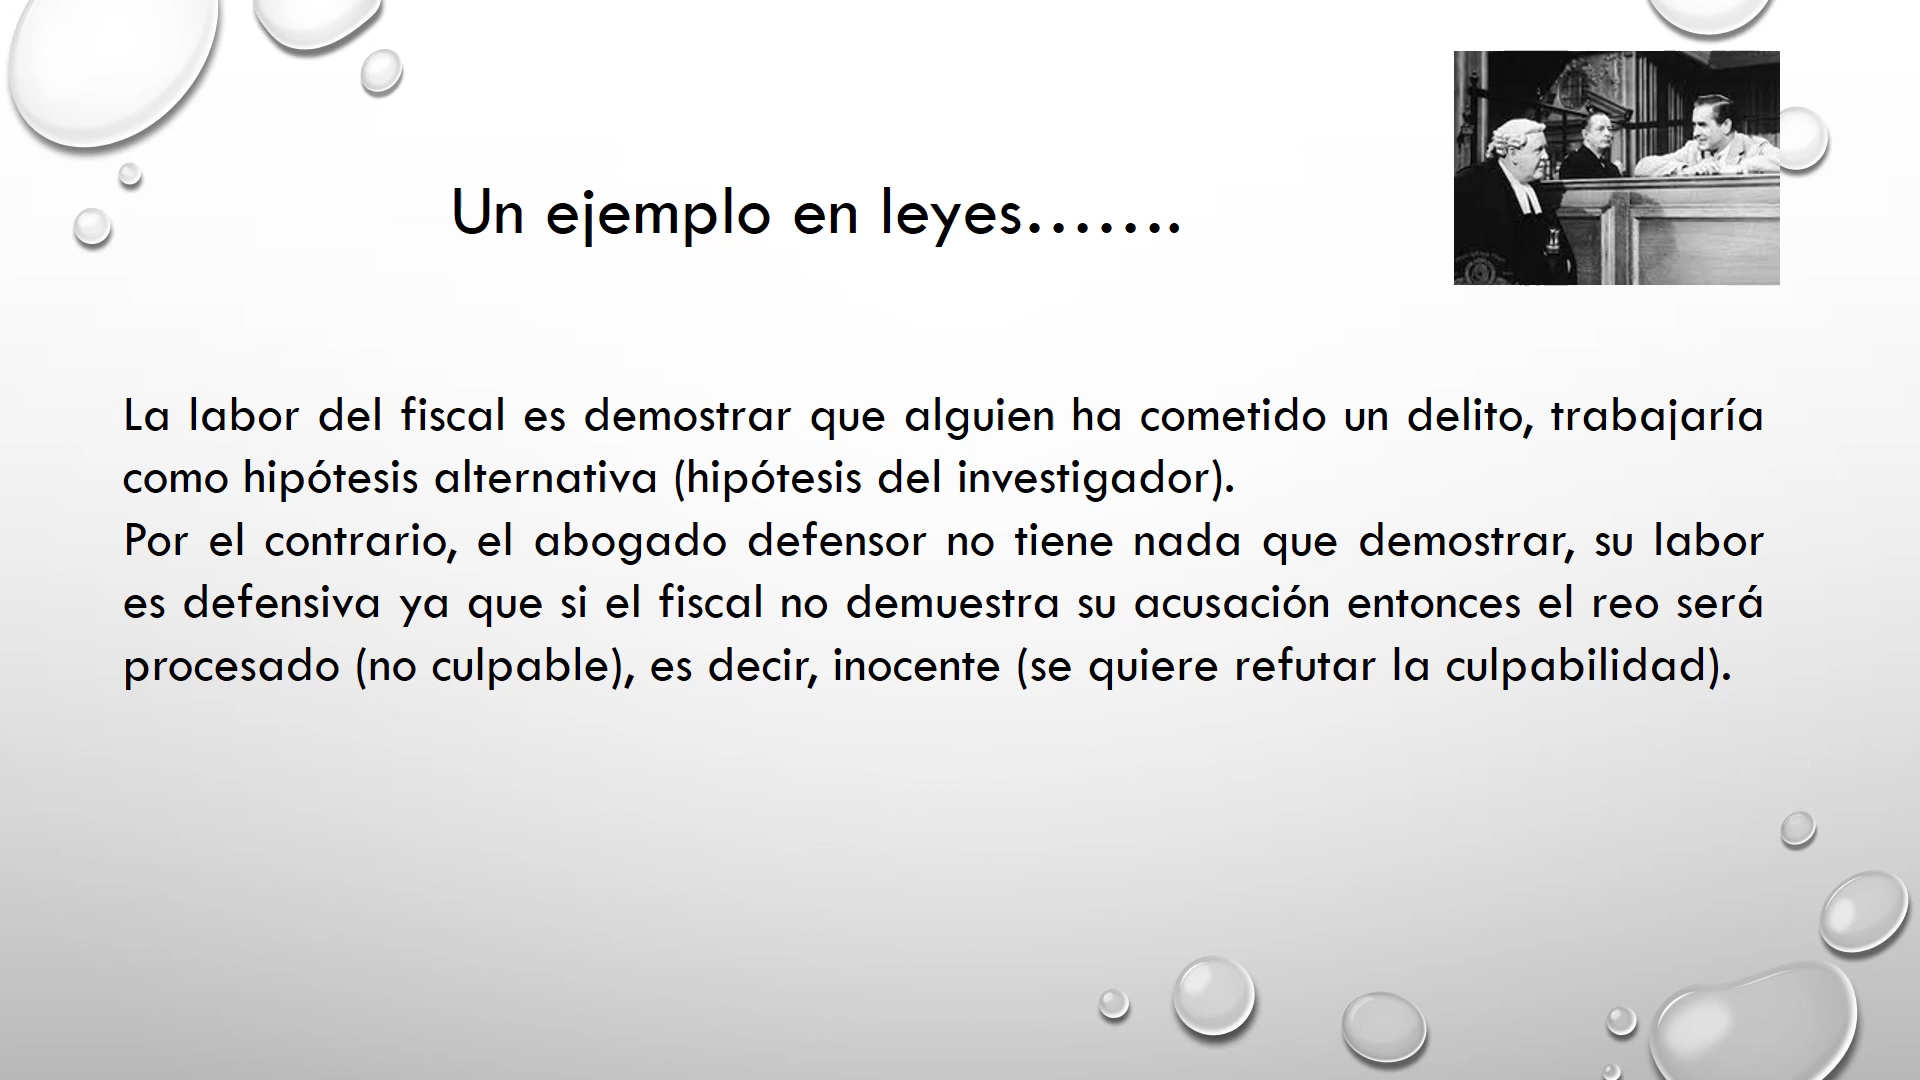 Un ejemplo en leyes…….
La labor del fiscal es demostrar que alguien ha cometido un delito, trabajaría
como hipótesis alternativa (hipótesis del investigador).
Por el contrario, el abogado defensor no tiene nada que demostrar, su labor
es defensiva ya que si el fiscal no demuestra su acusación entonces el reo será
procesado (no culpable), es decir, inocente (se quiere refutar la culpabilidad).